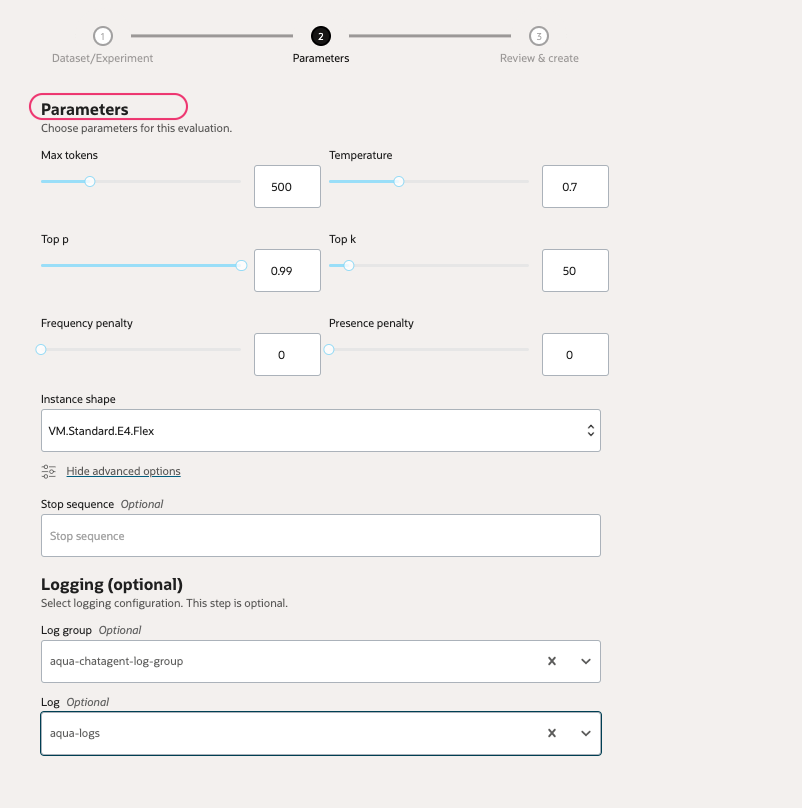 1
2
3
Dataset/Experiment
Parameters
Review & create
Parameters
Choose parameters for this evaluation.
Max tokens
500
Temperature
0.7
Top p
0.99
Top k
50
Frequency penalty
0
Presence penalty
0
Instance shape
VM.Standard.E4.Flex
Hide advanced options
Stop sequence Optional
Stop sequence
Logging (optional)
Select logging configuration. This step is optional.
Log group Optional
aqua-chatagent-log-group
Log Optional
aqua-logs